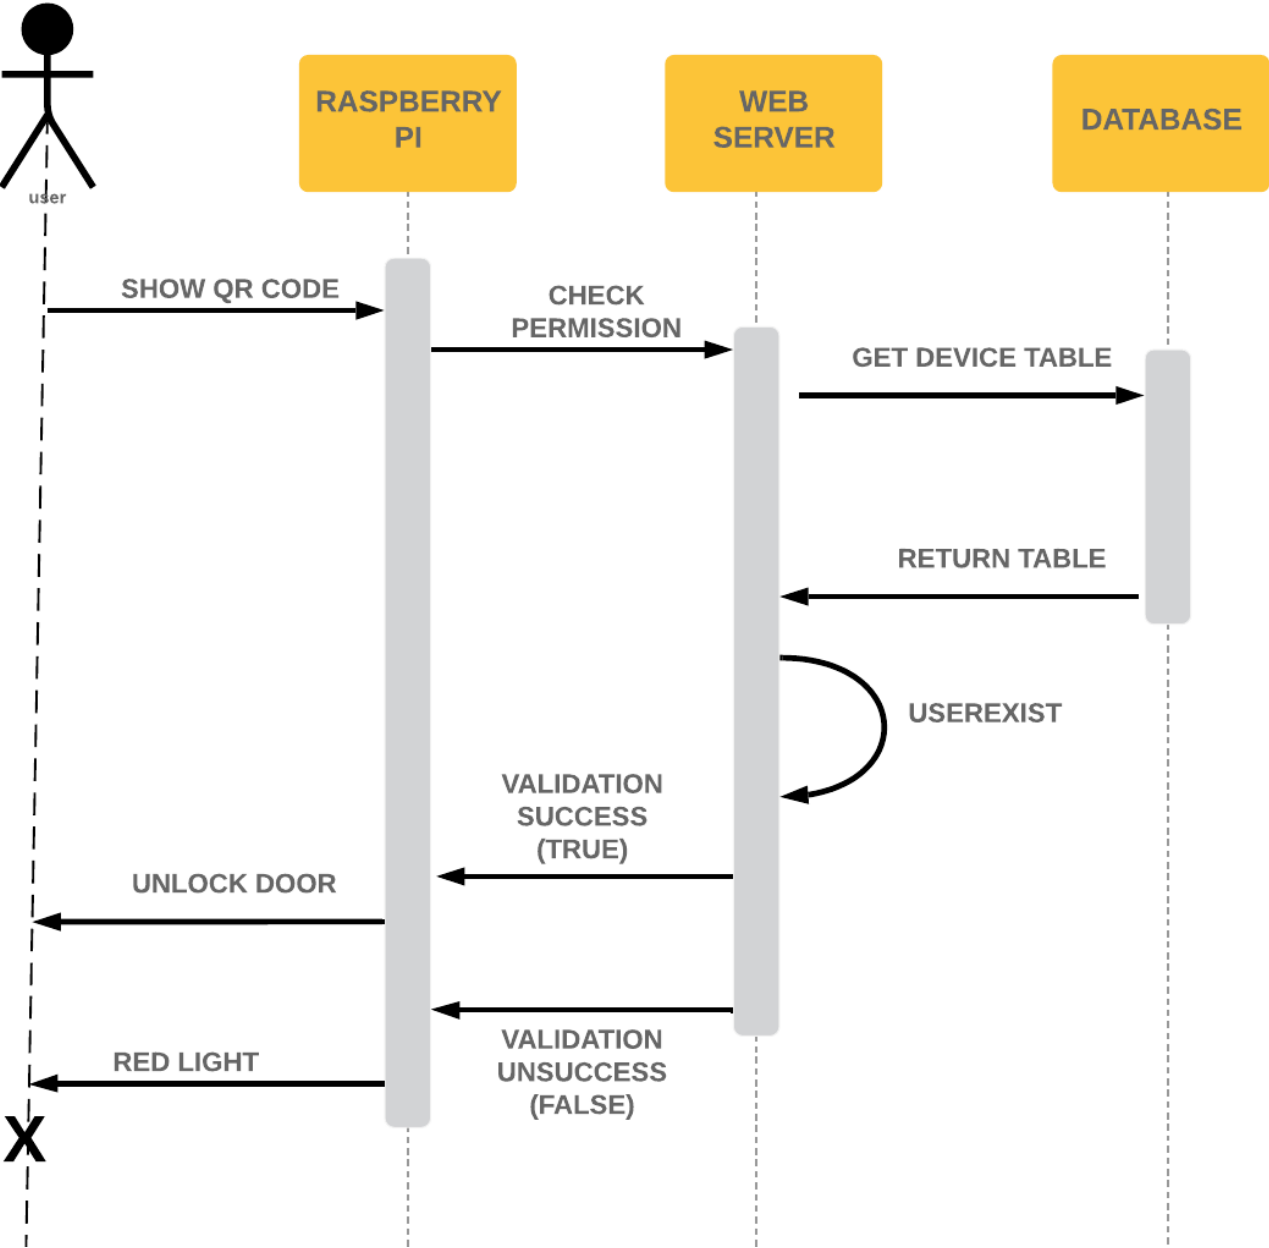 user
RASPBERRY
PI
WEB
SERVER
DATABASE
SHOW QR CODE
CHECK
PERMISSION
GET DEVICE TABLE
RETURN TABLE
USEREXIST
VALIDATION
SUCCESS
(TRUE)
UNLOCK DOOR
VALIDATION
UNSUCCESS
(FALSE)
RED LIGHT
X